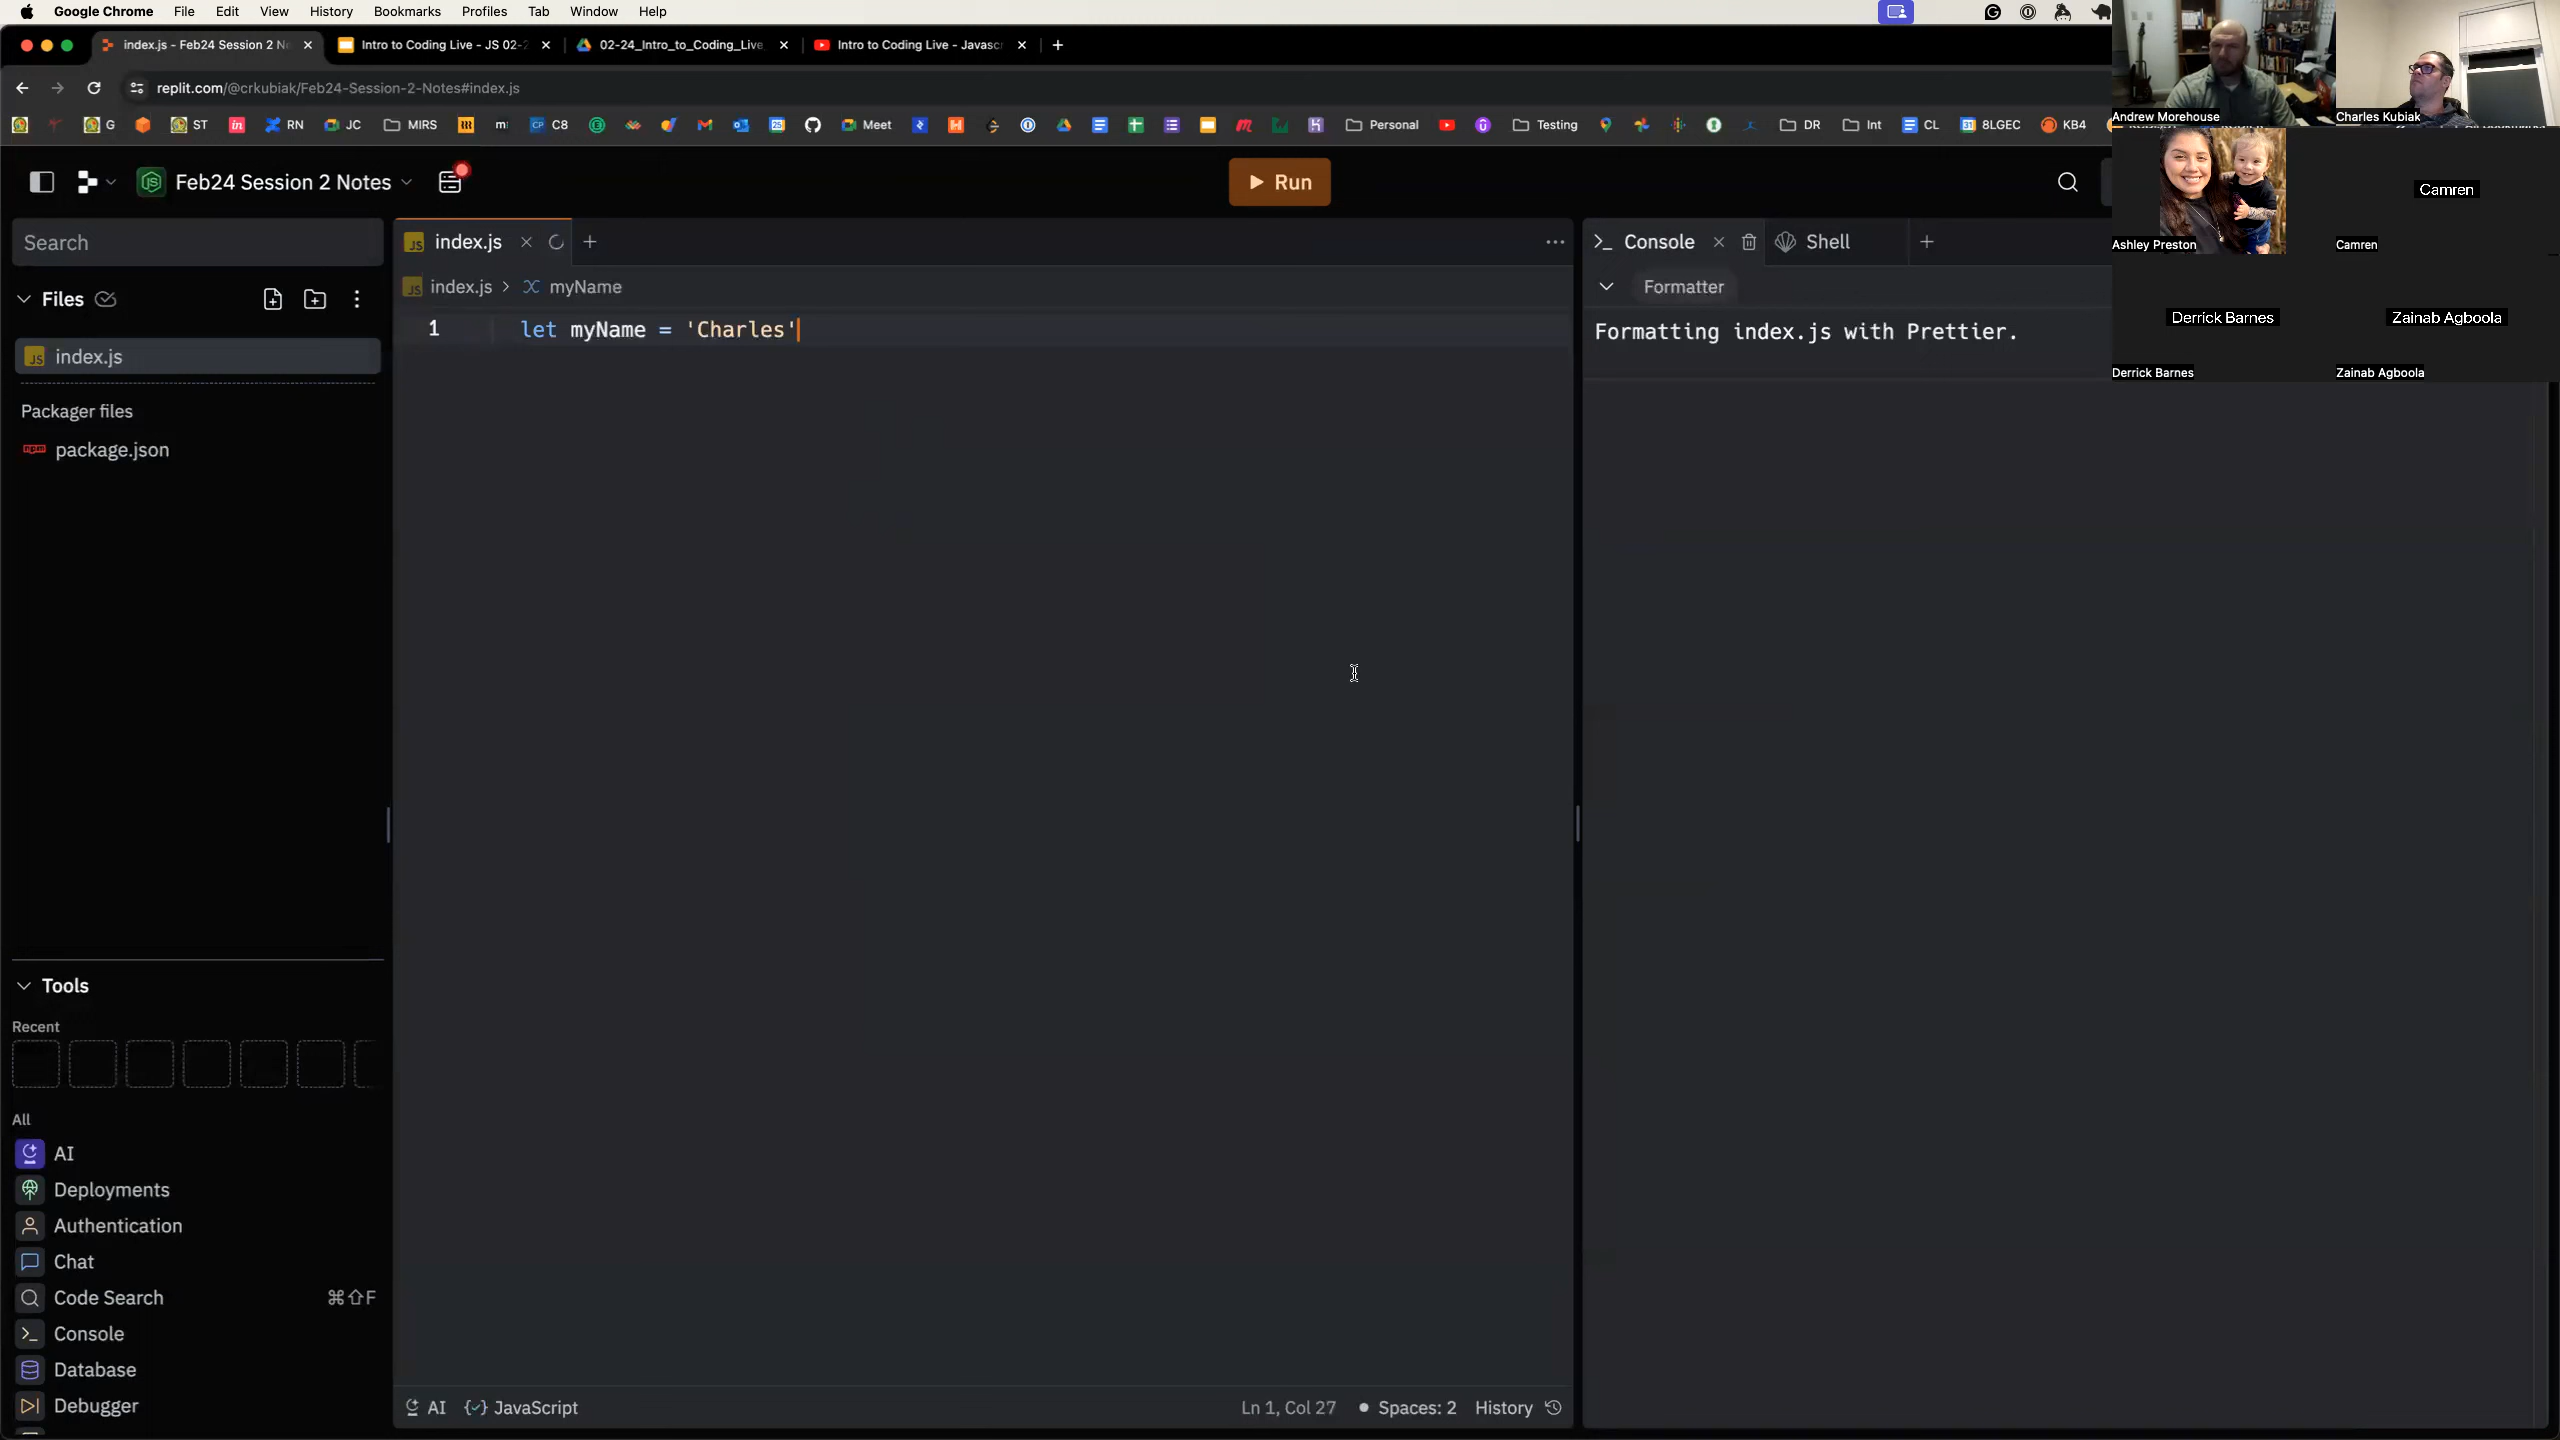 Google Chrome File Edit View History Bookmarks Profiles Tab Window Help
index.js - Feb24 Session 2 N
Intro to Coding Live - JS 02-2
02-24_Intro_to_Coding_Live
Intro to Coding Live - Javasc
replit.com/@crkubiak/Feb24-Session-2-Notes#index.js
G ST RN JC MIRS C8 Meet Personal Testing DR Int CL 8LGEC KB4
Andrew Morehouse
Charles Kubiak
Ashley Preston
Camren
Camren
Derrick Barnes
Zainab Agboola
Derrick Barnes
Zainab Agboola
Feb24 Session 2 Notes
Run
Search
Files
index.js
Packager files
package.json
index.js
index.js > myName
1 let myName = 'Charles'
Console
Shell
Formatter
Formatting index.js with Prettier.
Tools
Recent
All
AI
Deployments
Authentication
Chat
Code Search ⌘⇧F
Console
Database
Debugger
AI JavaScript
Ln 1, Col 27 Spaces: 2 History